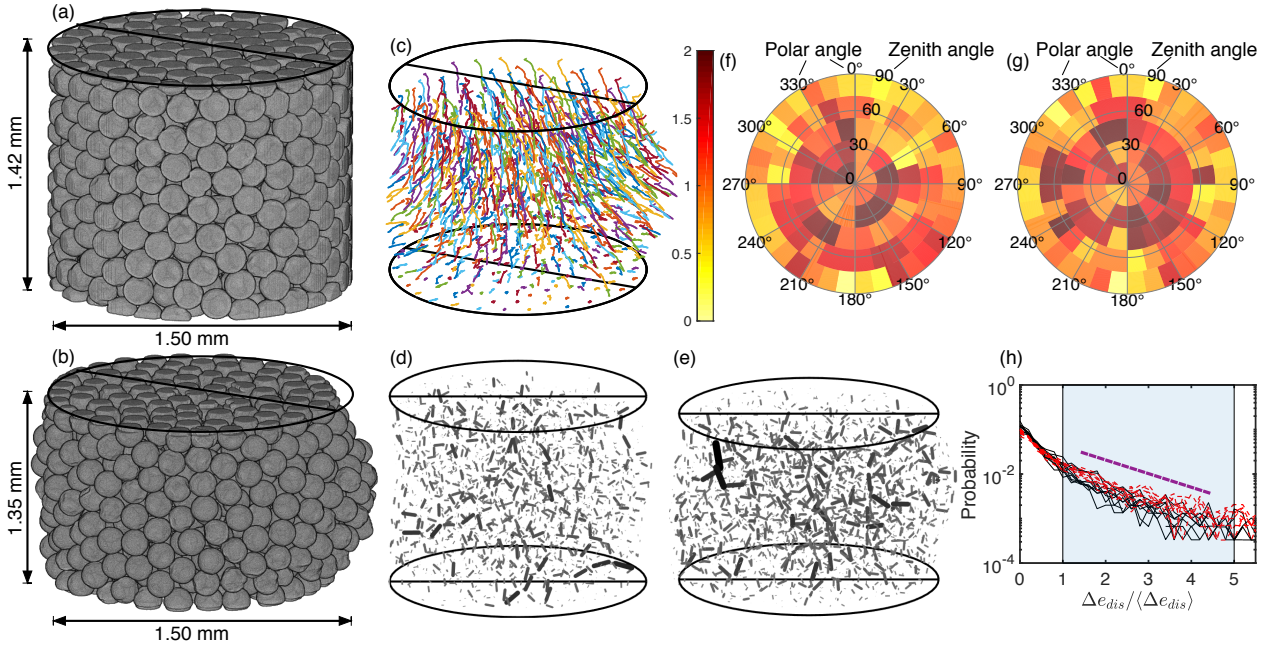 (a)
1.42 mm
1.50 mm
(b)
1.35 mm
1.50 mm
(c)
(d)
(e)
2
1.5
1
0.5
0
(f)
Polar angle
Zenith angle
0°
90
30°
60
60°
30
0
90°
120°
150°
180°
210°
240°
270°
300°
330°
(g)
Polar angle
Zenith angle
0°
90
30°
60
60°
30
0
90°
120°
150°
180°
210°
240°
270°
300°
330°
(h)
Probability
10⁰
10⁻²
10⁻⁴
0 1 2 3 4 5
Δe_dis/⟨Δe_dis⟩